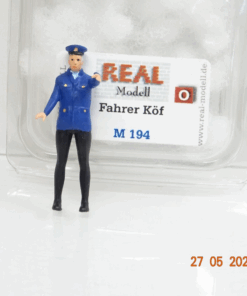 REAL
Modell
O
Fahrer Köf
M 194
www.real-modell.de
27 05 202